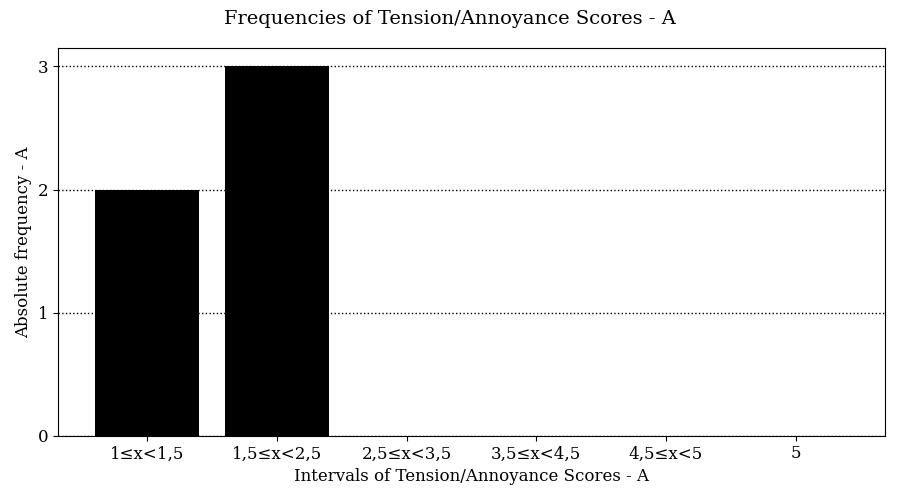 Frequencies of Tension/Annoyance Scores - A
Absolute frequency - A
3
2
1
0
1≤x<1,5 1,5≤x<2,5 2,5≤x<3,5 3,5≤x<4,5 4,5≤x<5 5
Intervals of Tension/Annoyance Scores - A